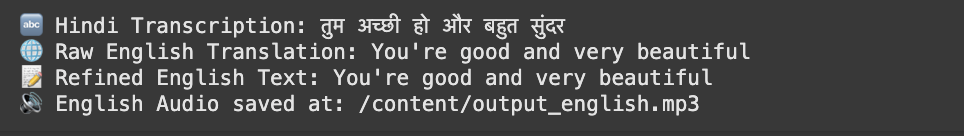 🔤 Hindi Transcription: तुम अच्छी हो और बहुत सुंदर
🌐 Raw English Translation: You're good and very beautiful
📝 Refined English Text: You're good and very beautiful
🔊 English Audio saved at: /content/output_english.mp3